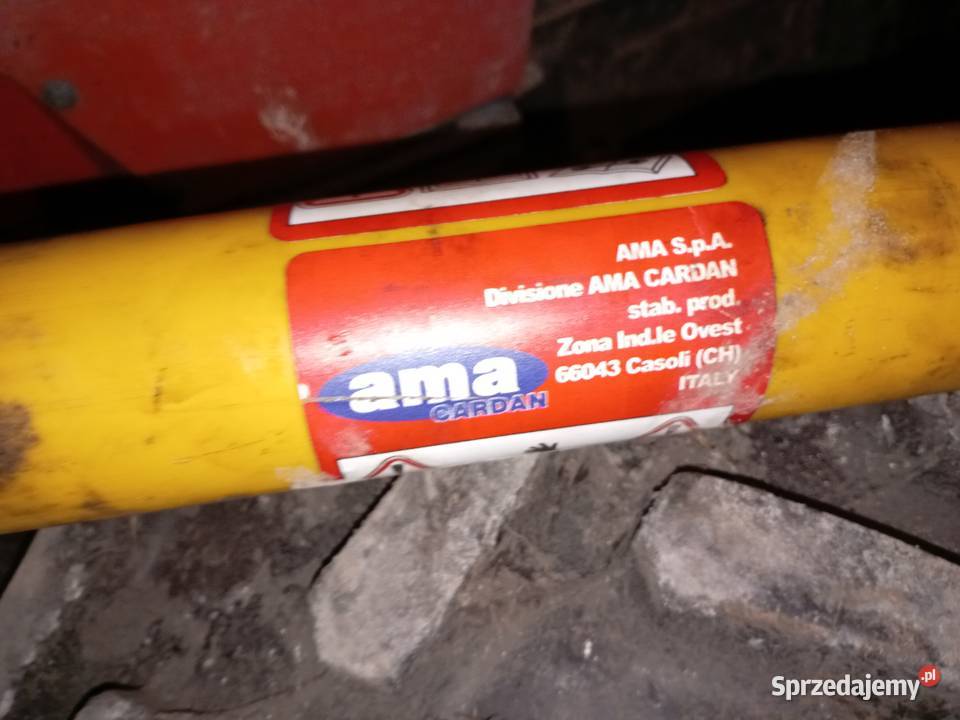 AMA S.p.A.
Divisione AMA CARDAN
stab. prod.
Zona Ind.le Ovest
66043 Casoli (CH)
ITALY
ama
CARDAN
Sprzedajemy.pl